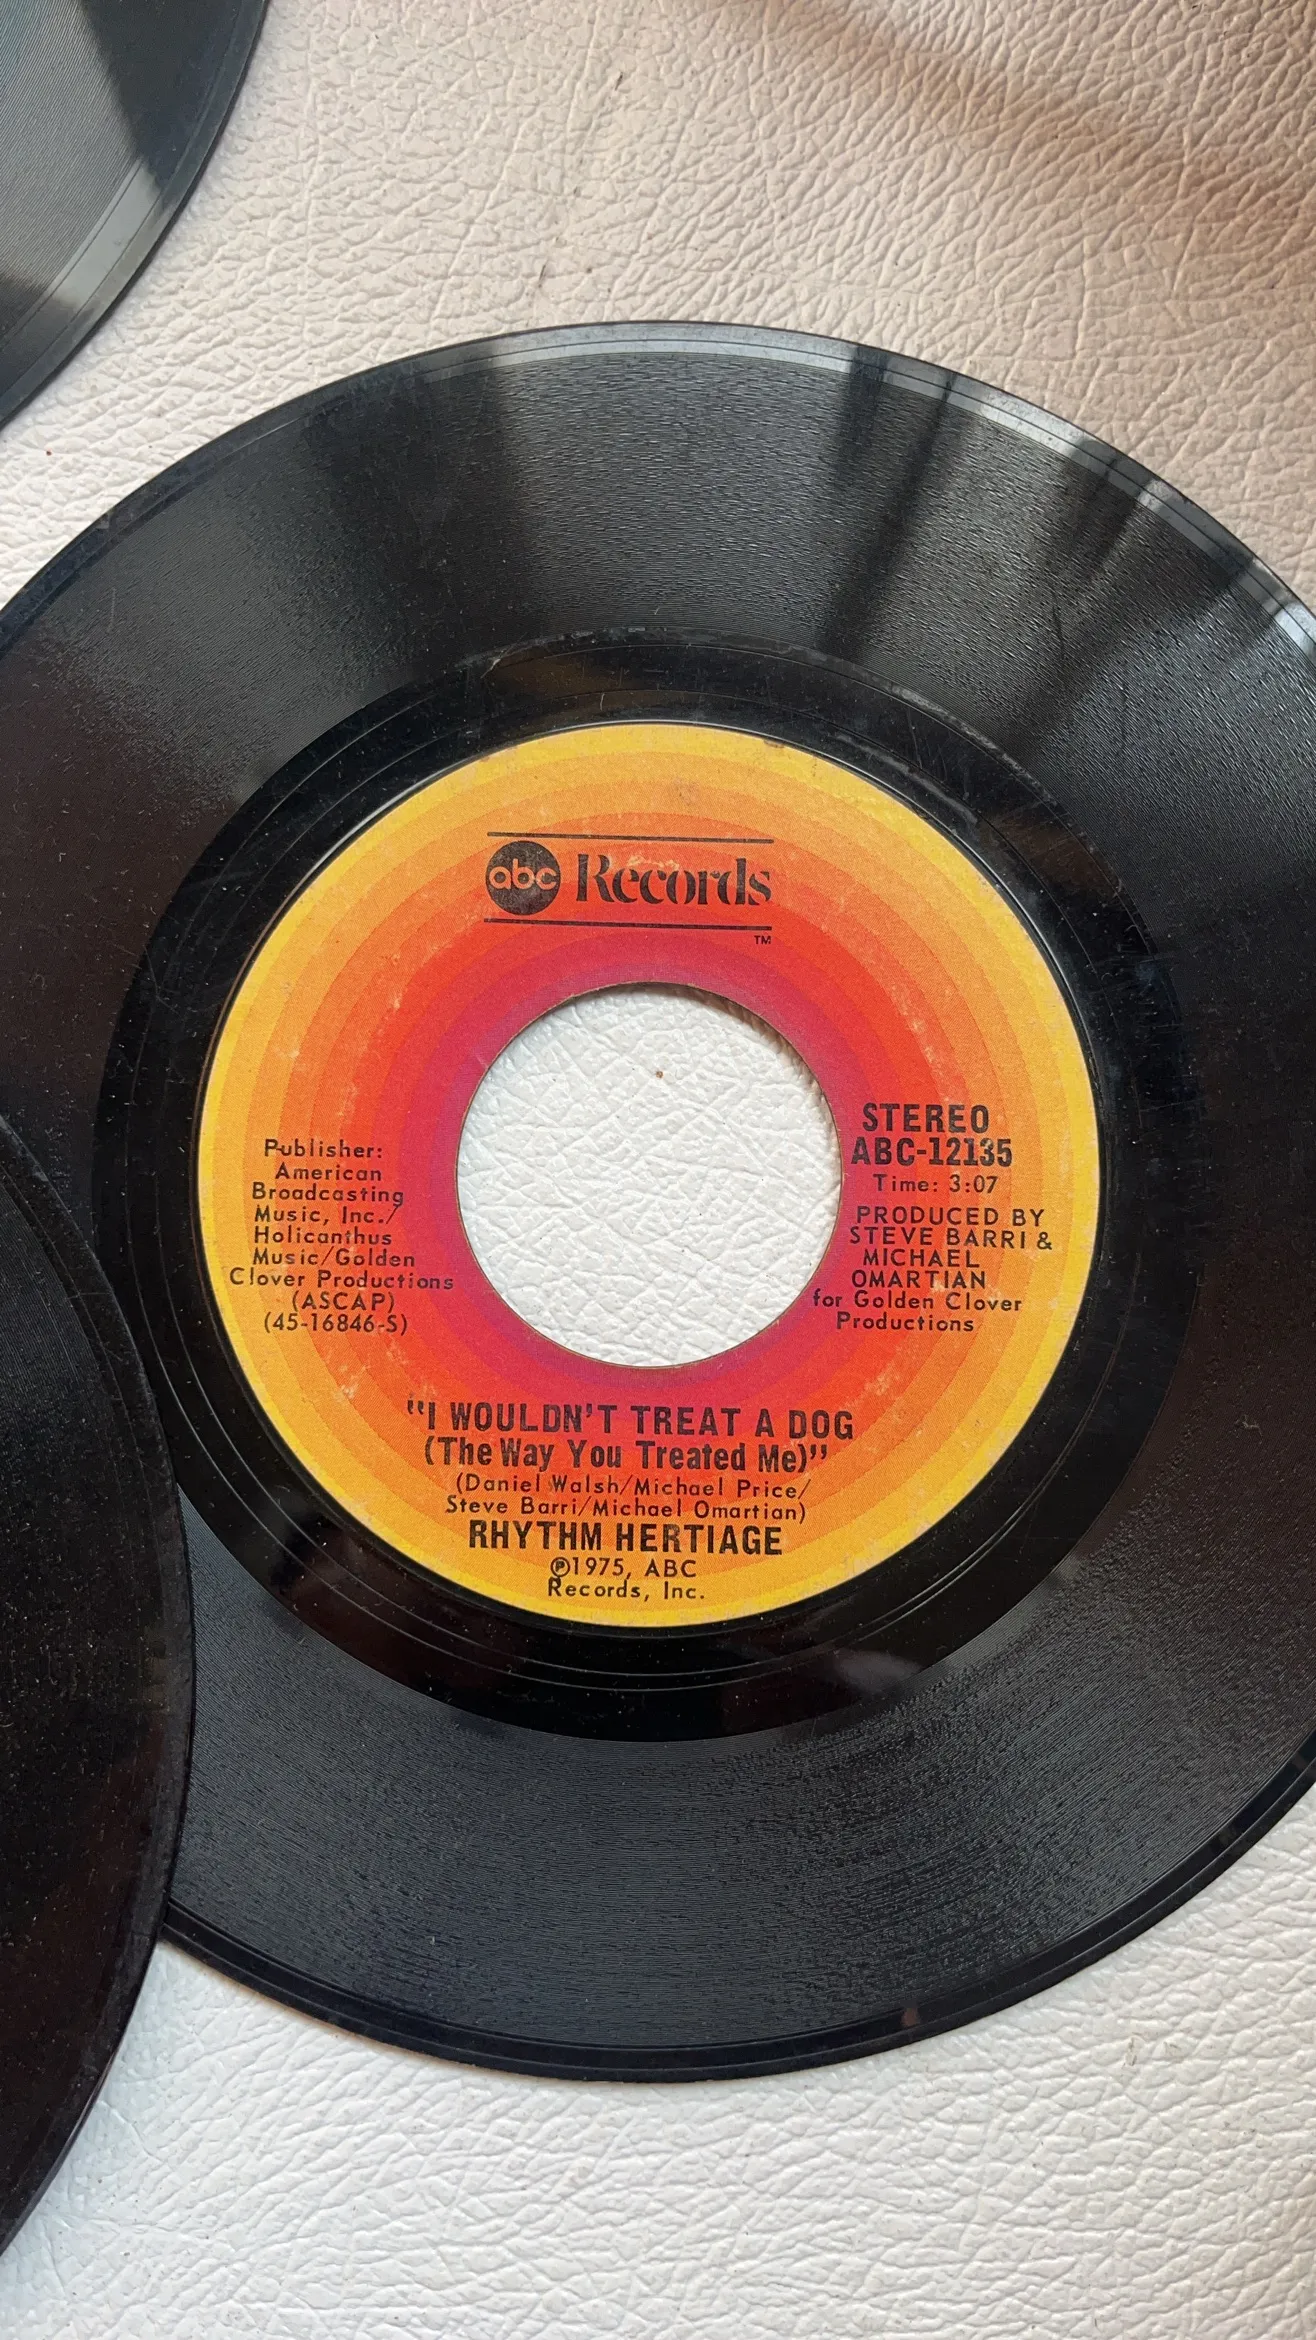 abc Records
TM
Publisher:
American
Broadcasting
Music, Inc./
Holicanthus
Music/Golden
Clover Productions
(ASCAP)
(45-16846-S)
STEREO
ABC-12135
Time: 3:07
PRODUCED BY
STEVE BARRI &
MICHAEL
OMARTIAN
for Golden Clover
Productions
"I WOULDN'T TREAT A DOG
(The Way You Treated Me)"
(Daniel Walsh/Michael Price/
Steve Barri/Michael Omartian)
RHYTHM HERTIAGE
℗1975, ABC
Records, Inc.